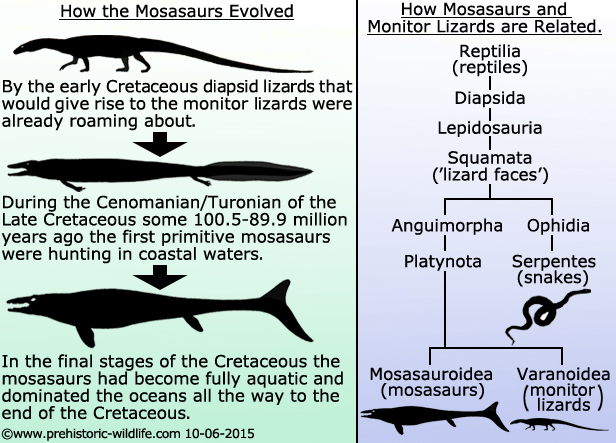 How the Mosasaurs Evolved
By the early Cretaceous diapsid lizards that
would give rise to the monitor lizards were
already roaming about.
During the Cenomanian/Turonian of the
Late Cretaceous some 100.5-89.9 million
years ago the first primitive mosasaurs
were hunting in coastal waters.
In the final stages of the Cretaceous the
mosasaurs had become fully aquatic and
dominated the oceans all the way to the
end of the Cretaceous.
©www.prehistoric-wildlife.com 10-06-2015
How Mosasaurs and
Monitor Lizards are Related.
Reptilia
(reptiles)
Diapsida
Lepidosauria
Squamata
('lizard faces')
Anguimorpha Ophidia
Platynota Serpentes
(snakes)
Mosasauroidea Varanoidea
(mosasaurs) (monitor
lizards)